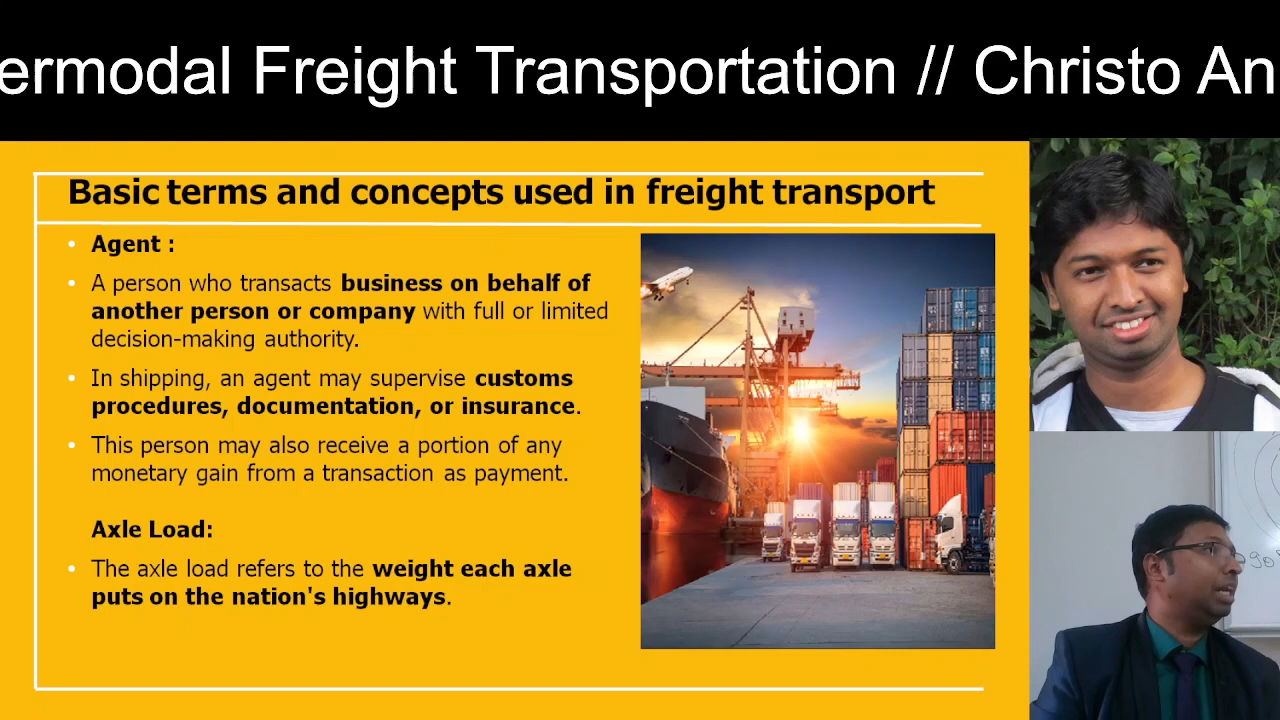 ermodal Freight Transportation // Christo An
Basic terms and concepts used in freight transport
• Agent :
• A person who transacts business on behalf of
another person or company with full or limited
decision-making authority.
• In shipping, an agent may supervise customs
procedures, documentation, or insurance.
• This person may also receive a portion of any
monetary gain from a transaction as payment.
Axle Load:
• The axle load refers to the weight each axle
puts on the nation's highways.